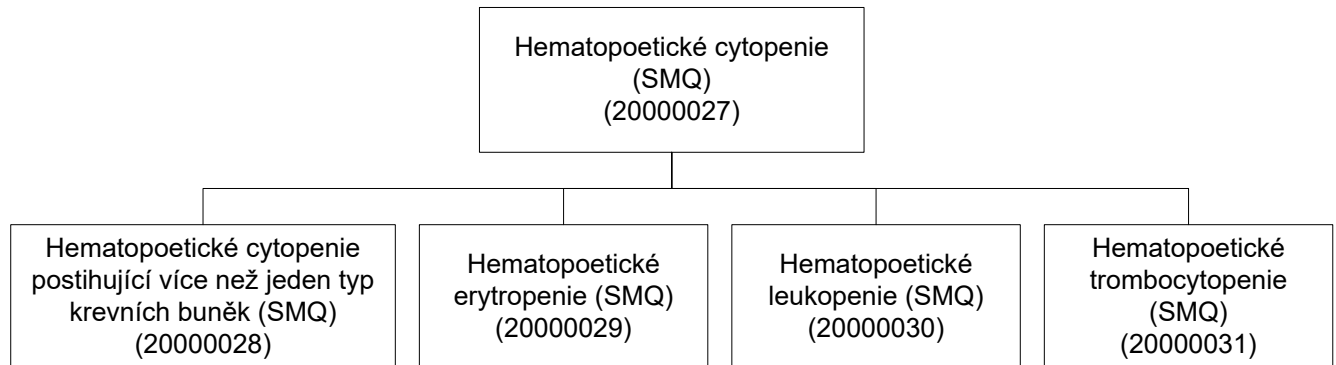 Hematopoetické cytopenie
(SMQ)
(20000027)
Hematopoetické cytopenie
postihující více než jeden typ
krevních buněk (SMQ)
(20000028)
Hematopoetické
erytropenie (SMQ)
(20000029)
Hematopoetické
leukopenie (SMQ)
(20000030)
Hematopoetické
trombocytopenie
(SMQ)
(20000031)